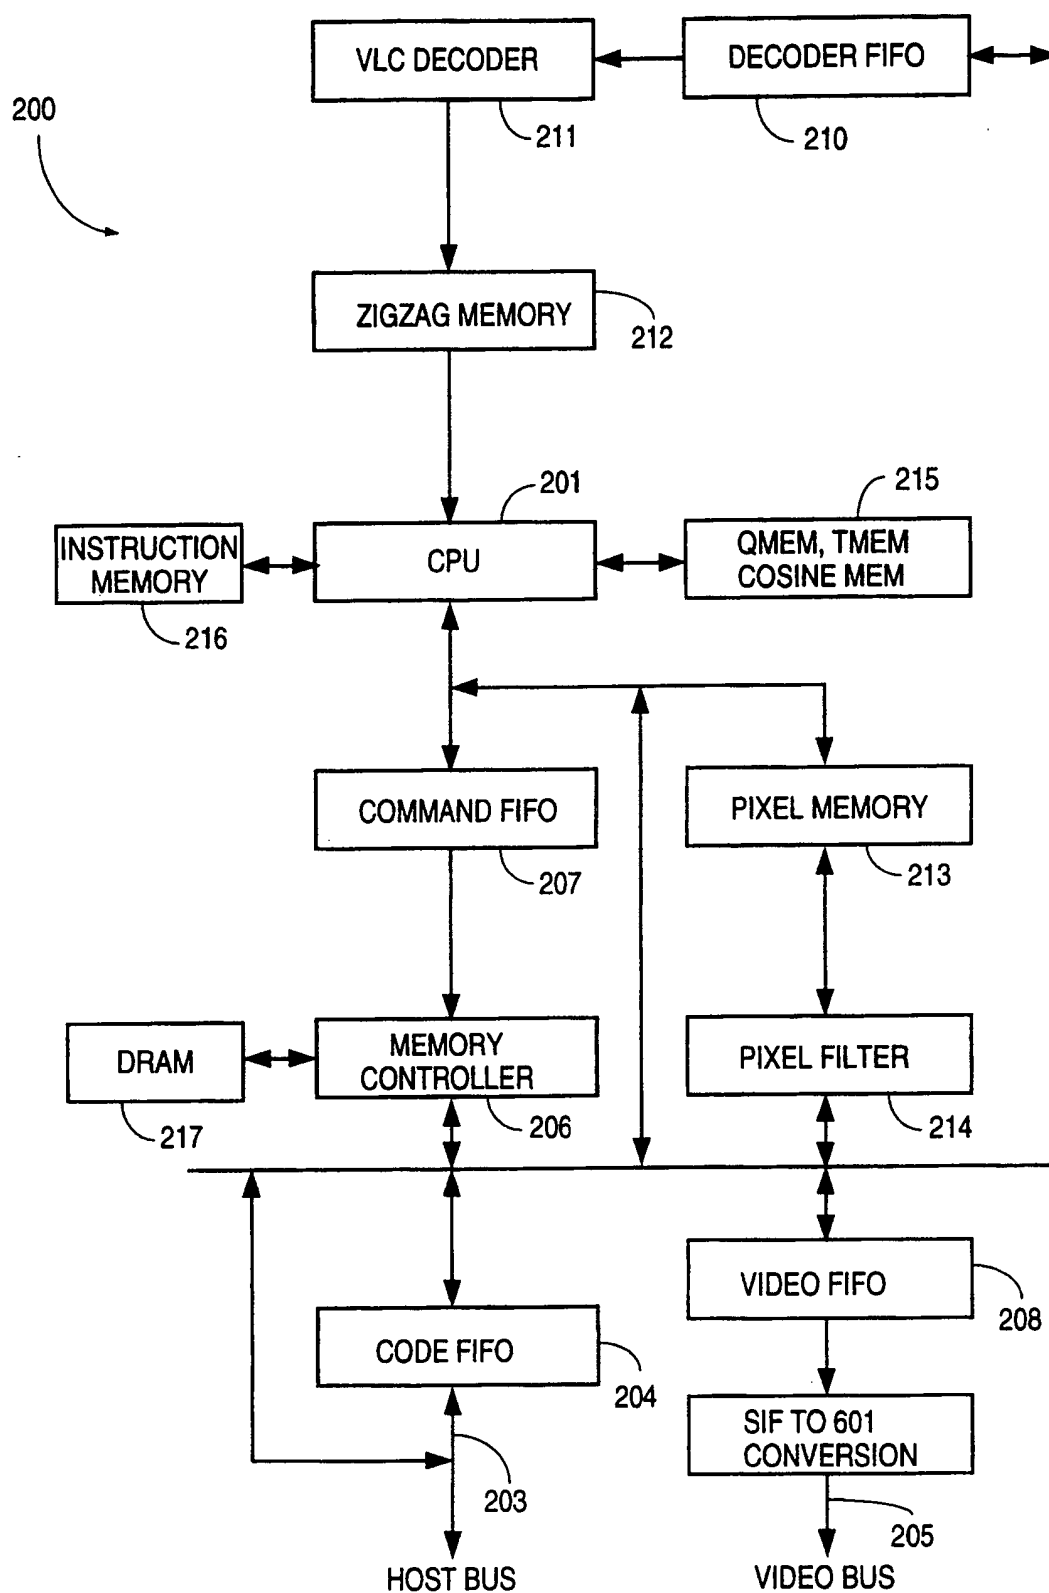 VLC DECODER
DECODER FIFO
200
211
210
ZIGZAG MEMORY
212
201
215
INSTRUCTION
MEMORY
CPU
QMEM, TMEM
COSINE MEM
216
COMMAND FIFO
PIXEL MEMORY
207
213
DRAM
MEMORY
CONTROLLER
PIXEL FILTER
217
206
214
VIDEO FIFO
208
CODE FIFO
204
SIF TO 601
CONVERSION
203
205
HOST BUS
VIDEO BUS